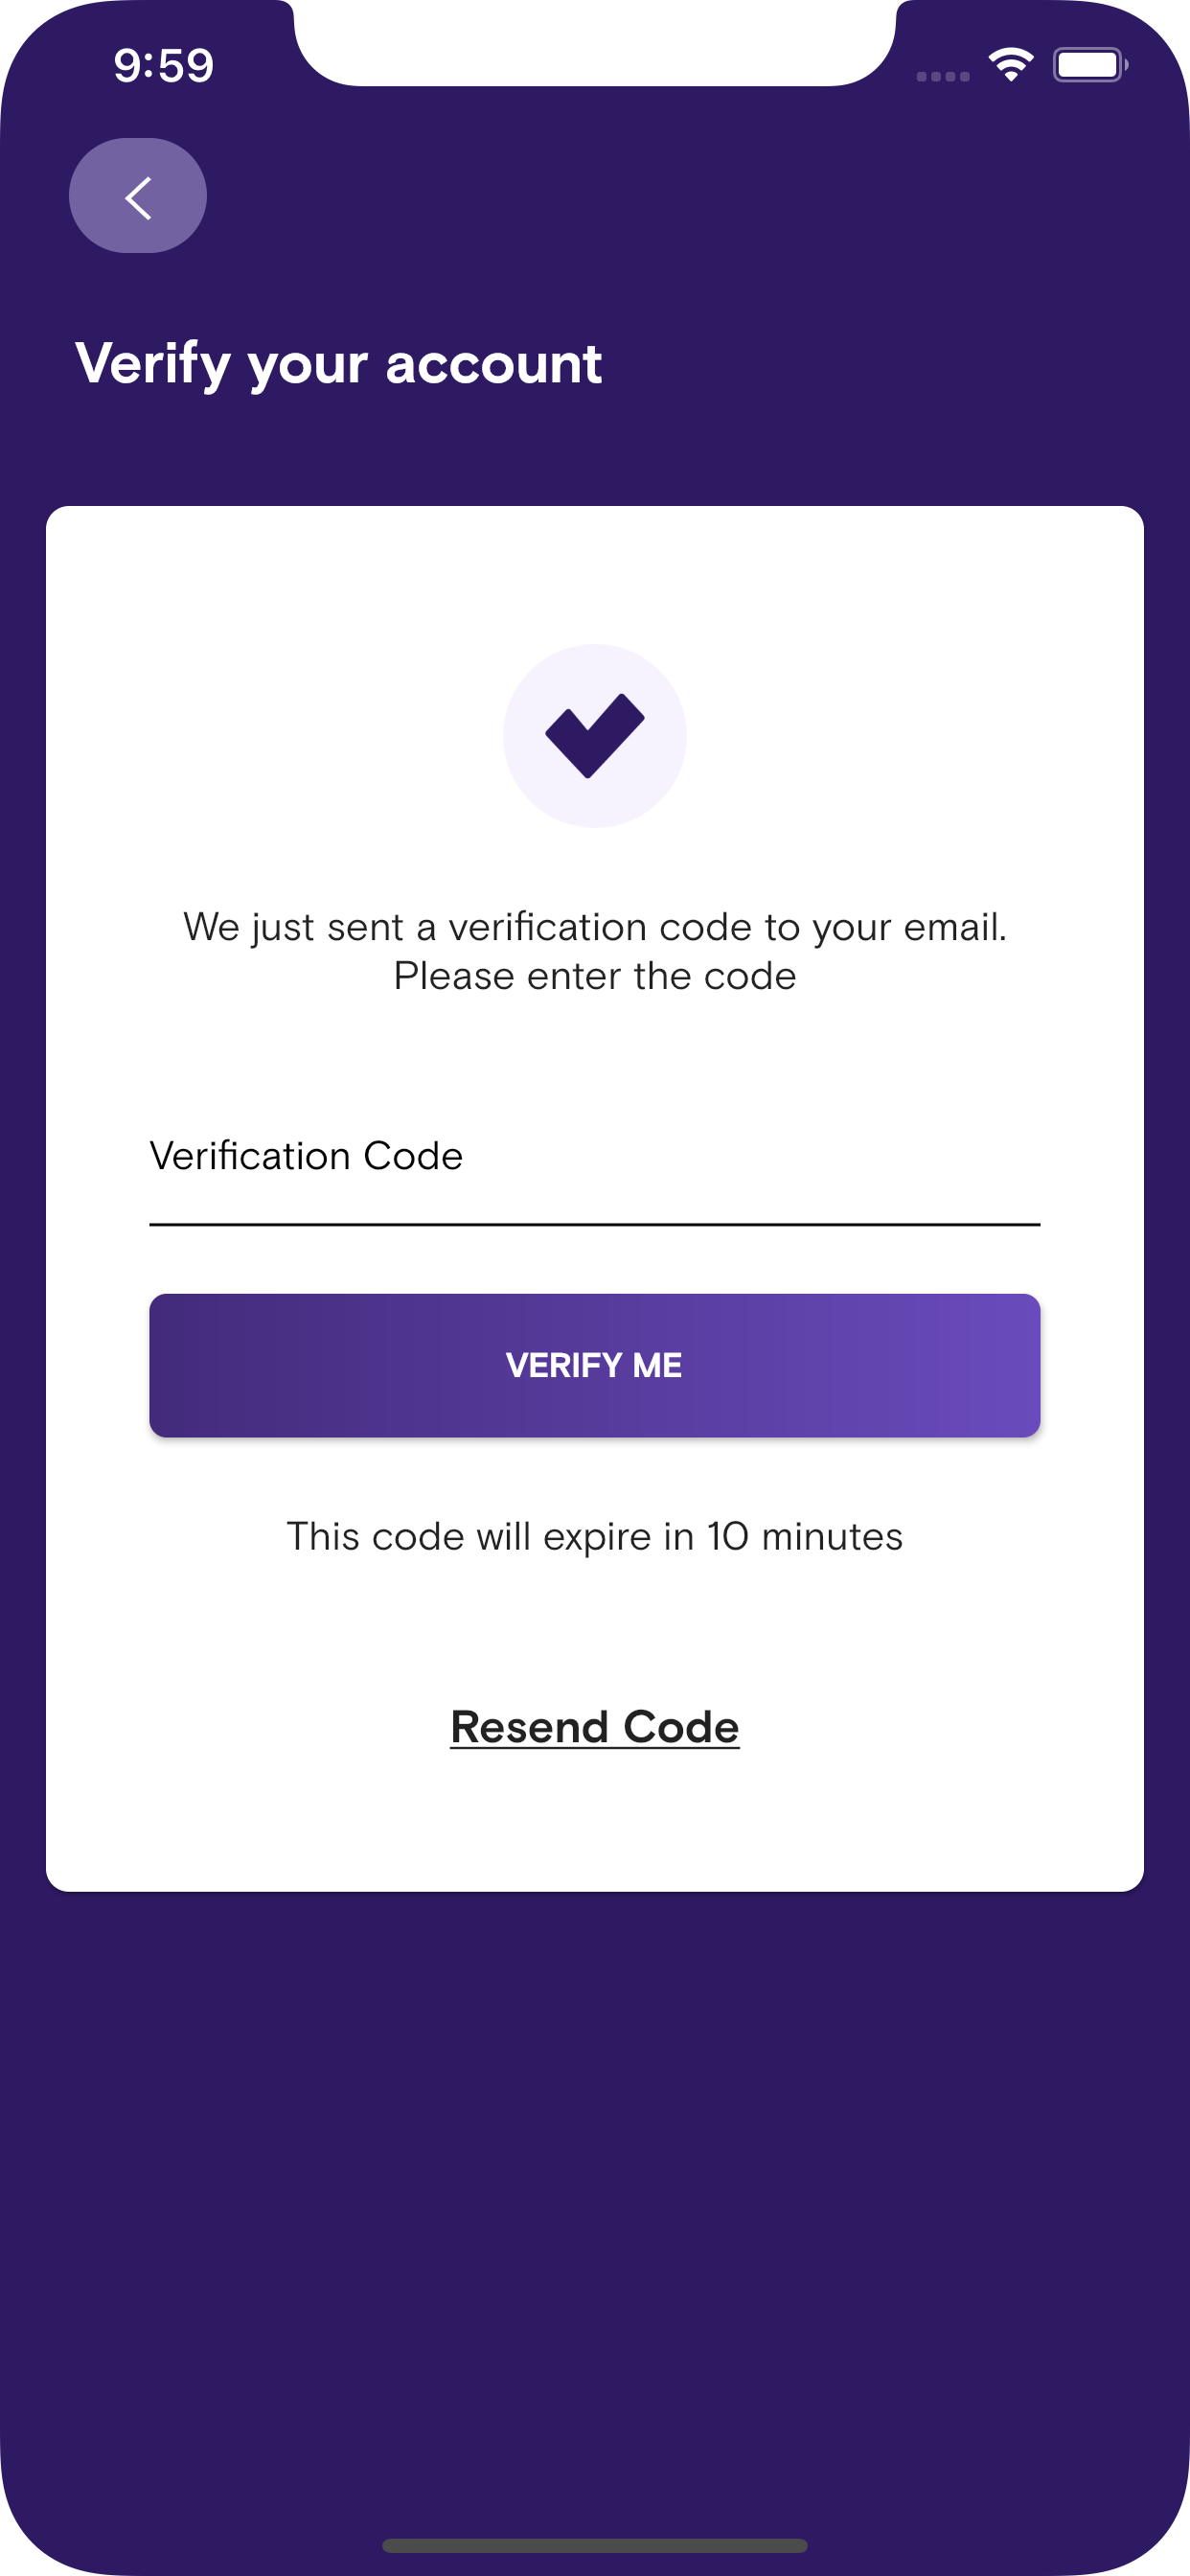 9:59
Verify your account
We just sent a verification code to your email.
Please enter the code
Verification Code
VERIFY ME
This code will expire in 10 minutes
Resend Code